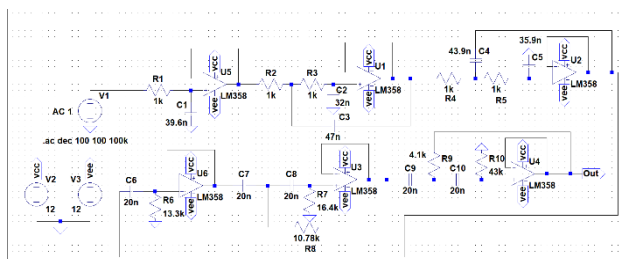 vcc
U5
R1
1k
C1
39.6n
vee
LM358
V1
AC 1
.ac dec 100 100 100k
R2
1k
R3
1k
C2
32n
C3
47n
vcc
U1
vee
LM358
43.9n
C4
R4
1k
R5
1k
35.9n
C5
vcc
U2
vee
LM358
vcc
V2
12
vee
V3
12
C6
20n
R6
13.3k
vcc
U6
vee
LM358
C7
20n
C8
20n
R7
16.4k
10.78k
R8
vcc
U3
vee
LM358
C9
20n
4.1k
R9
C10
20n
R10
43k
vcc
U4
vee
LM358
Out